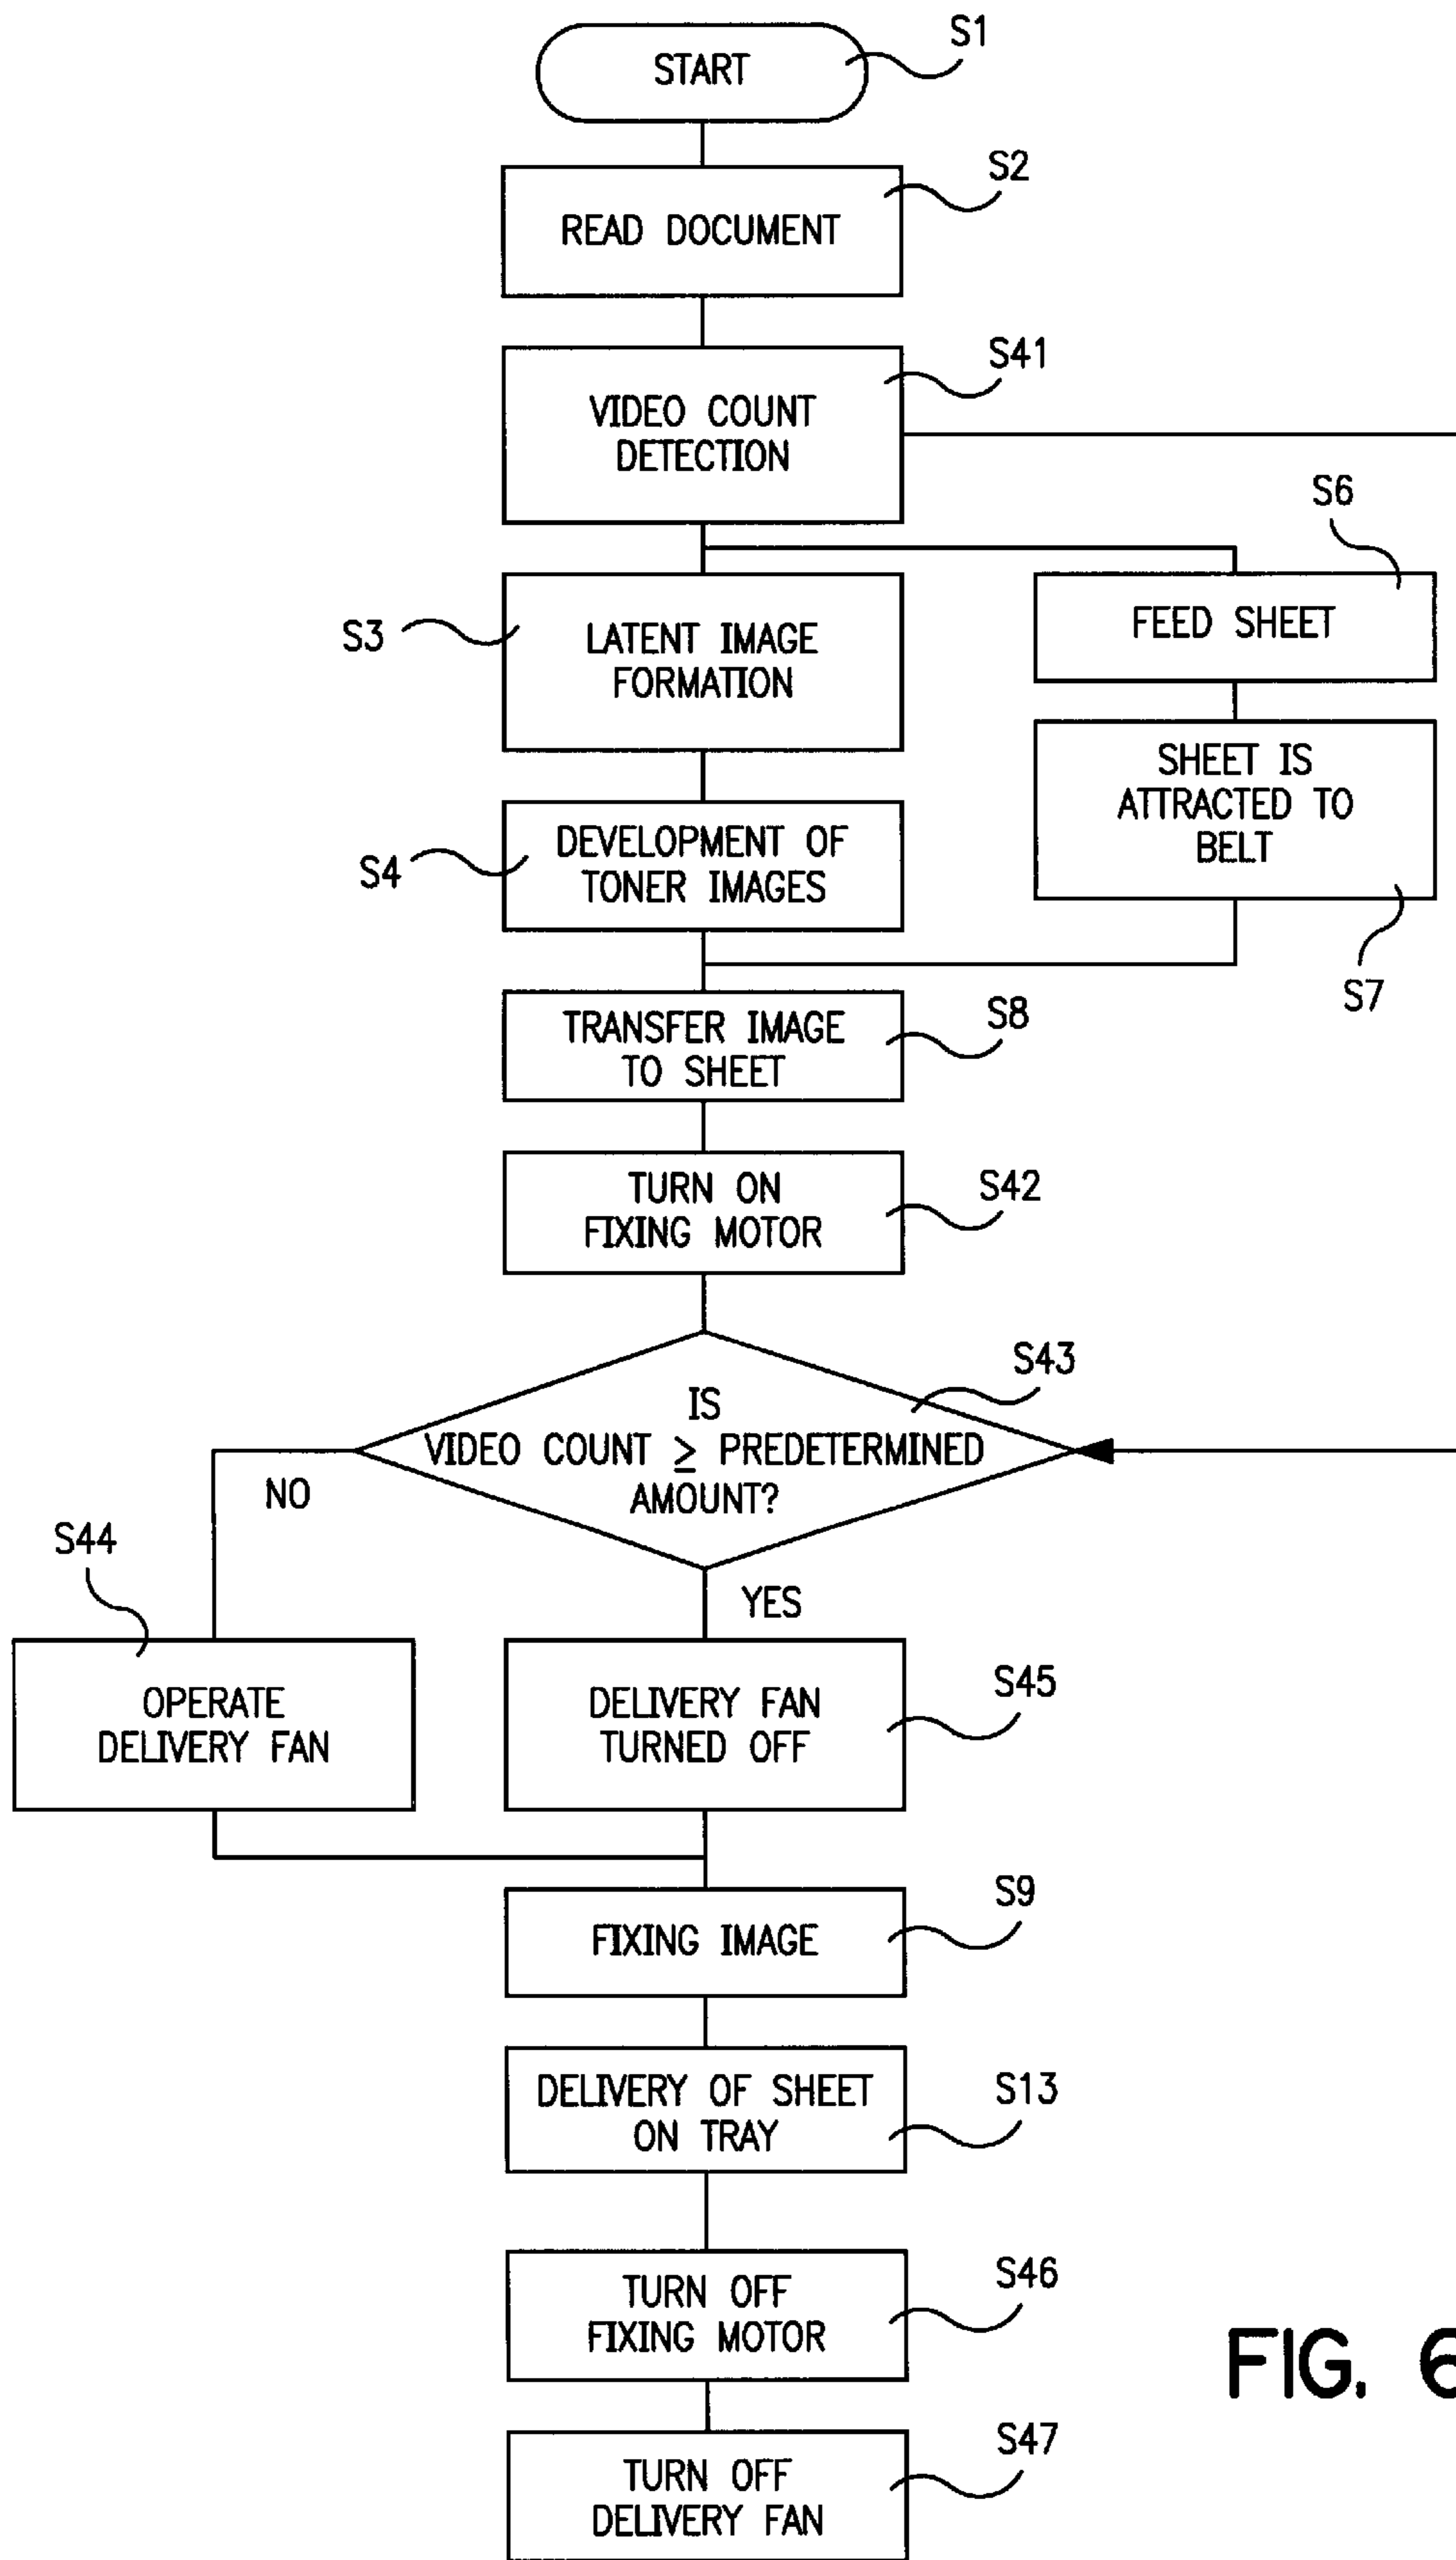 START
S1
S2
READ DOCUMENT
S41
VIDEO COUNT
DETECTION
S6
FEED SHEET
S3
LATENT IMAGE
FORMATION
SHEET IS
ATTRACTED TO
BELT
S7
S4
DEVELOPMENT OF
TONER IMAGES
S8
TRANSFER IMAGE
TO SHEET
S42
TURN ON
FIXING MOTOR
S43
IS
VIDEO COUNT ≥ PREDETERMINED
AMOUNT?
NO
YES
S44
OPERATE
DELIVERY FAN
S45
DELIVERY FAN
TURNED OFF
S9
FIXING IMAGE
S13
DELIVERY OF SHEET
ON TRAY
S46
TURN OFF
FIXING MOTOR
S47
TURN OFF
DELIVERY FAN
FIG. 6